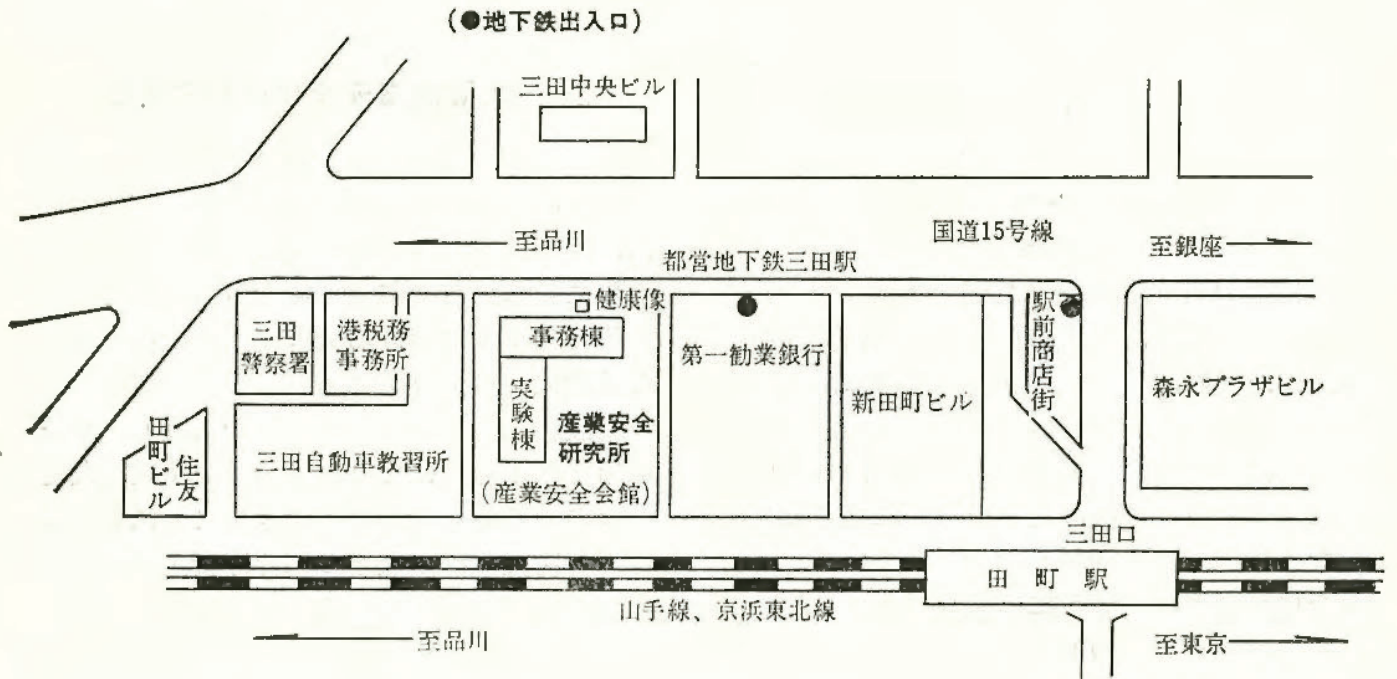 (●地下鉄出入口)
三田中央ビル
国道15号線
至品川
至銀座
都営地下鉄三田駅
健康像
三田
警察署
港税務
事務所
事務棟
実験棟
産業安全
研究所
(産業安全会館)
第一勧業銀行
新田町ビル
駅前商店街
森永プラザビル
住友
田町ビル
三田自動車教習所
三田口
田町駅
山手線、京浜東北線
至品川
至東京